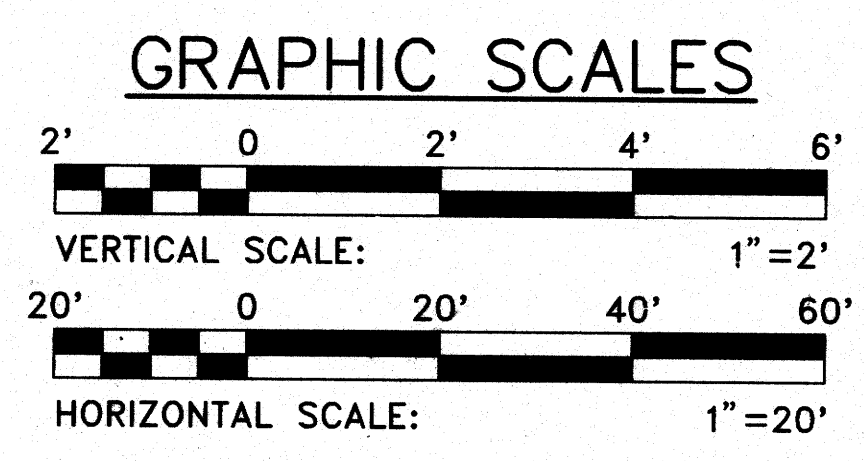 GRAPHIC SCALES
2' 0 2' 4' 6'
VERTICAL SCALE: 1"=2'
20' 0 20' 40' 60'
HORIZONTAL SCALE: 1"=20'